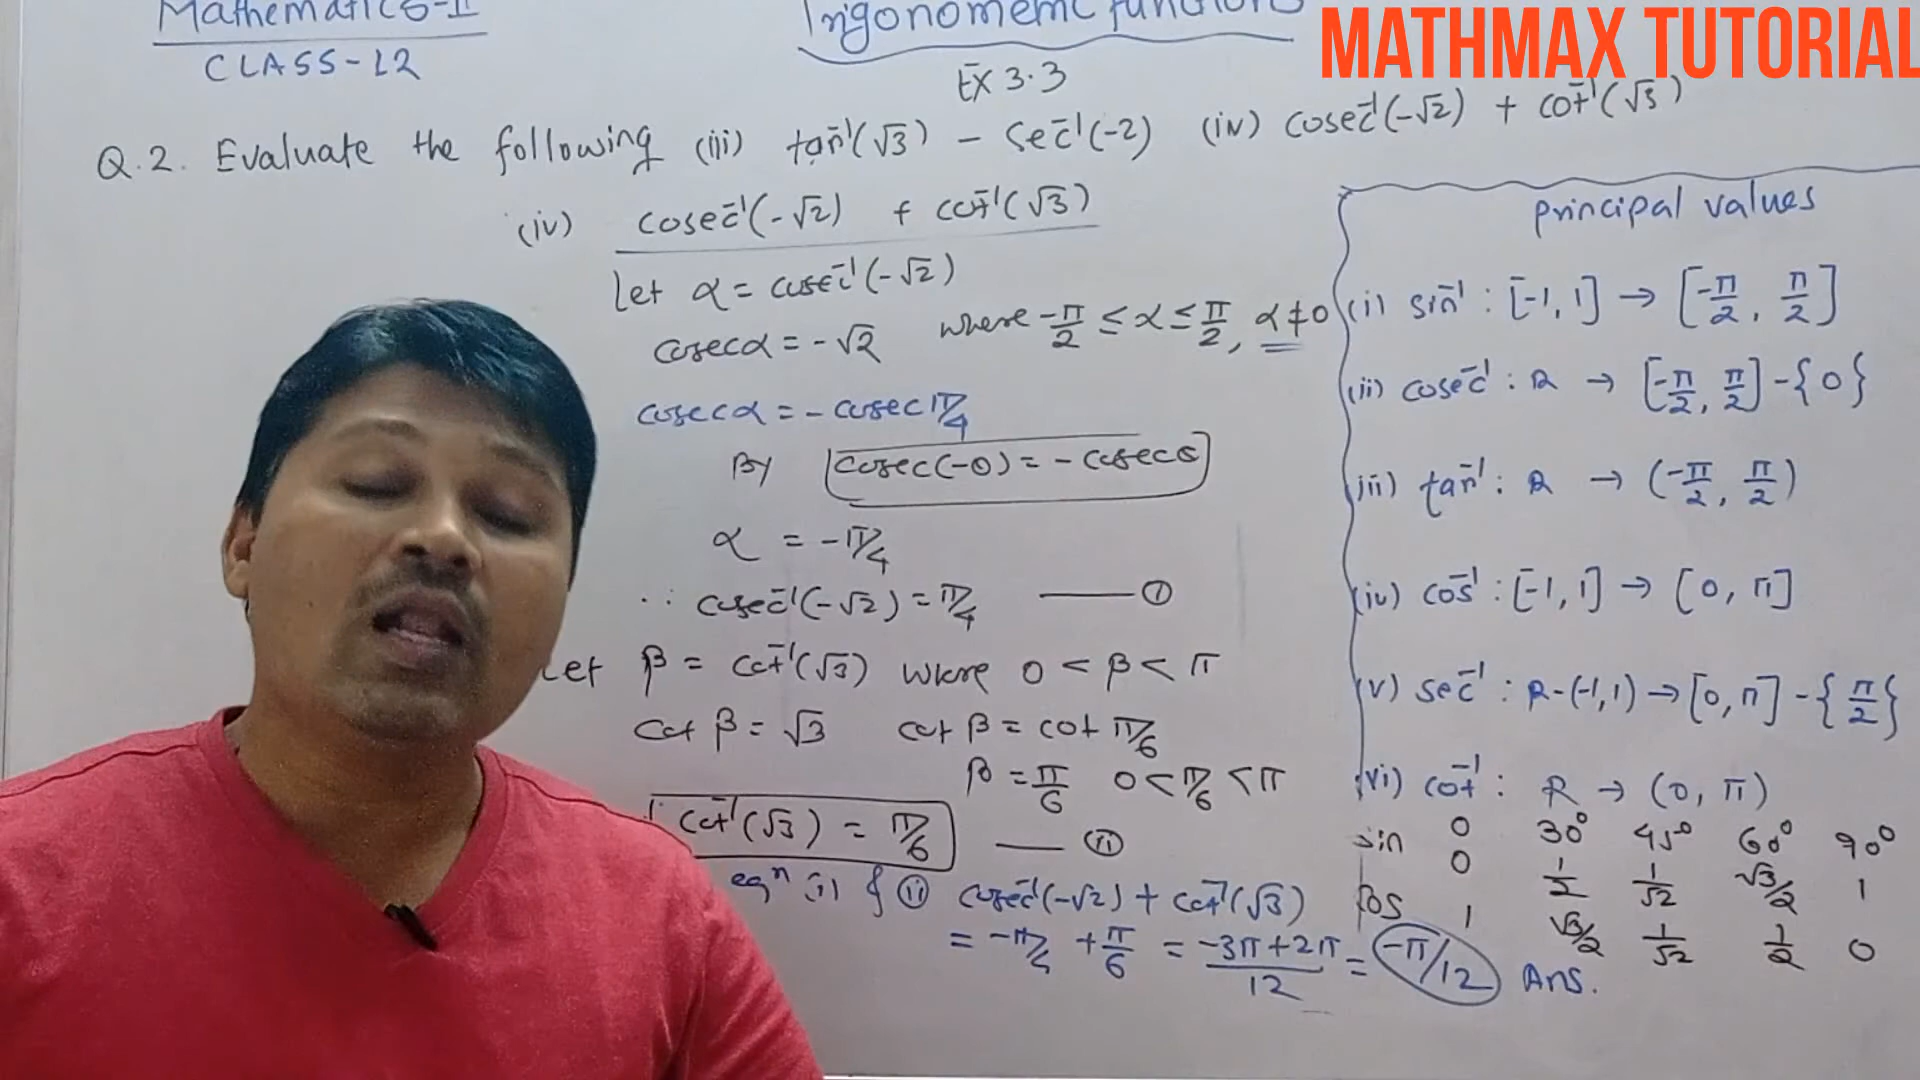 Mathematics-II
Trigonometric functions
MATHMAX TUTORIAL
CLASS-12
EX 3.3
Q.2. Evaluate the following (iii) tan⁻¹(√3) - sec⁻¹(-2) (iv) cosec⁻¹(-√2) + cot⁻¹(√3)
(iv) cosec⁻¹(-√2) + cot⁻¹(√3)
let α = cosec⁻¹(-√2)
cosec α = -√2 where -π/2 ≤ α ≤ π/2, α ≠ 0
cosec α = - cosec π/4
By cosec(-θ) = - cosec θ
α = -π/4
∴ cosec⁻¹(-√2) = π/4 —— (i)
Let β = cot⁻¹(√3) where 0 < β < π
cot β = √3 cot β = cot π/6
β = π/6 0 < π/6 < π
cot⁻¹(√3) = π/6 —— (ii)
eqⁿ (i) & (ii) cosec⁻¹(-√2) + cot⁻¹(√3)
= -π/4 + π/6 = (-3π+2π)/12 = -π/12 Ans.
principal values
(i) sin⁻¹ : [-1, 1] → [-π/2, π/2]
(ii) cosec⁻¹ : R → [-π/2, π/2] - {0}
(iii) tan⁻¹ : R → (-π/2, π/2)
(iv) cos⁻¹ : [-1, 1] → [0, π]
(v) sec⁻¹ : R-(-1,1) → [0, π] - {π/2}
(vi) cot⁻¹ : R → (0, π)
0 30° 45° 60° 90°
sin 0 1/2 1/√2 √3/2 1
cos 1 √3/2 1/√2 1/2 0